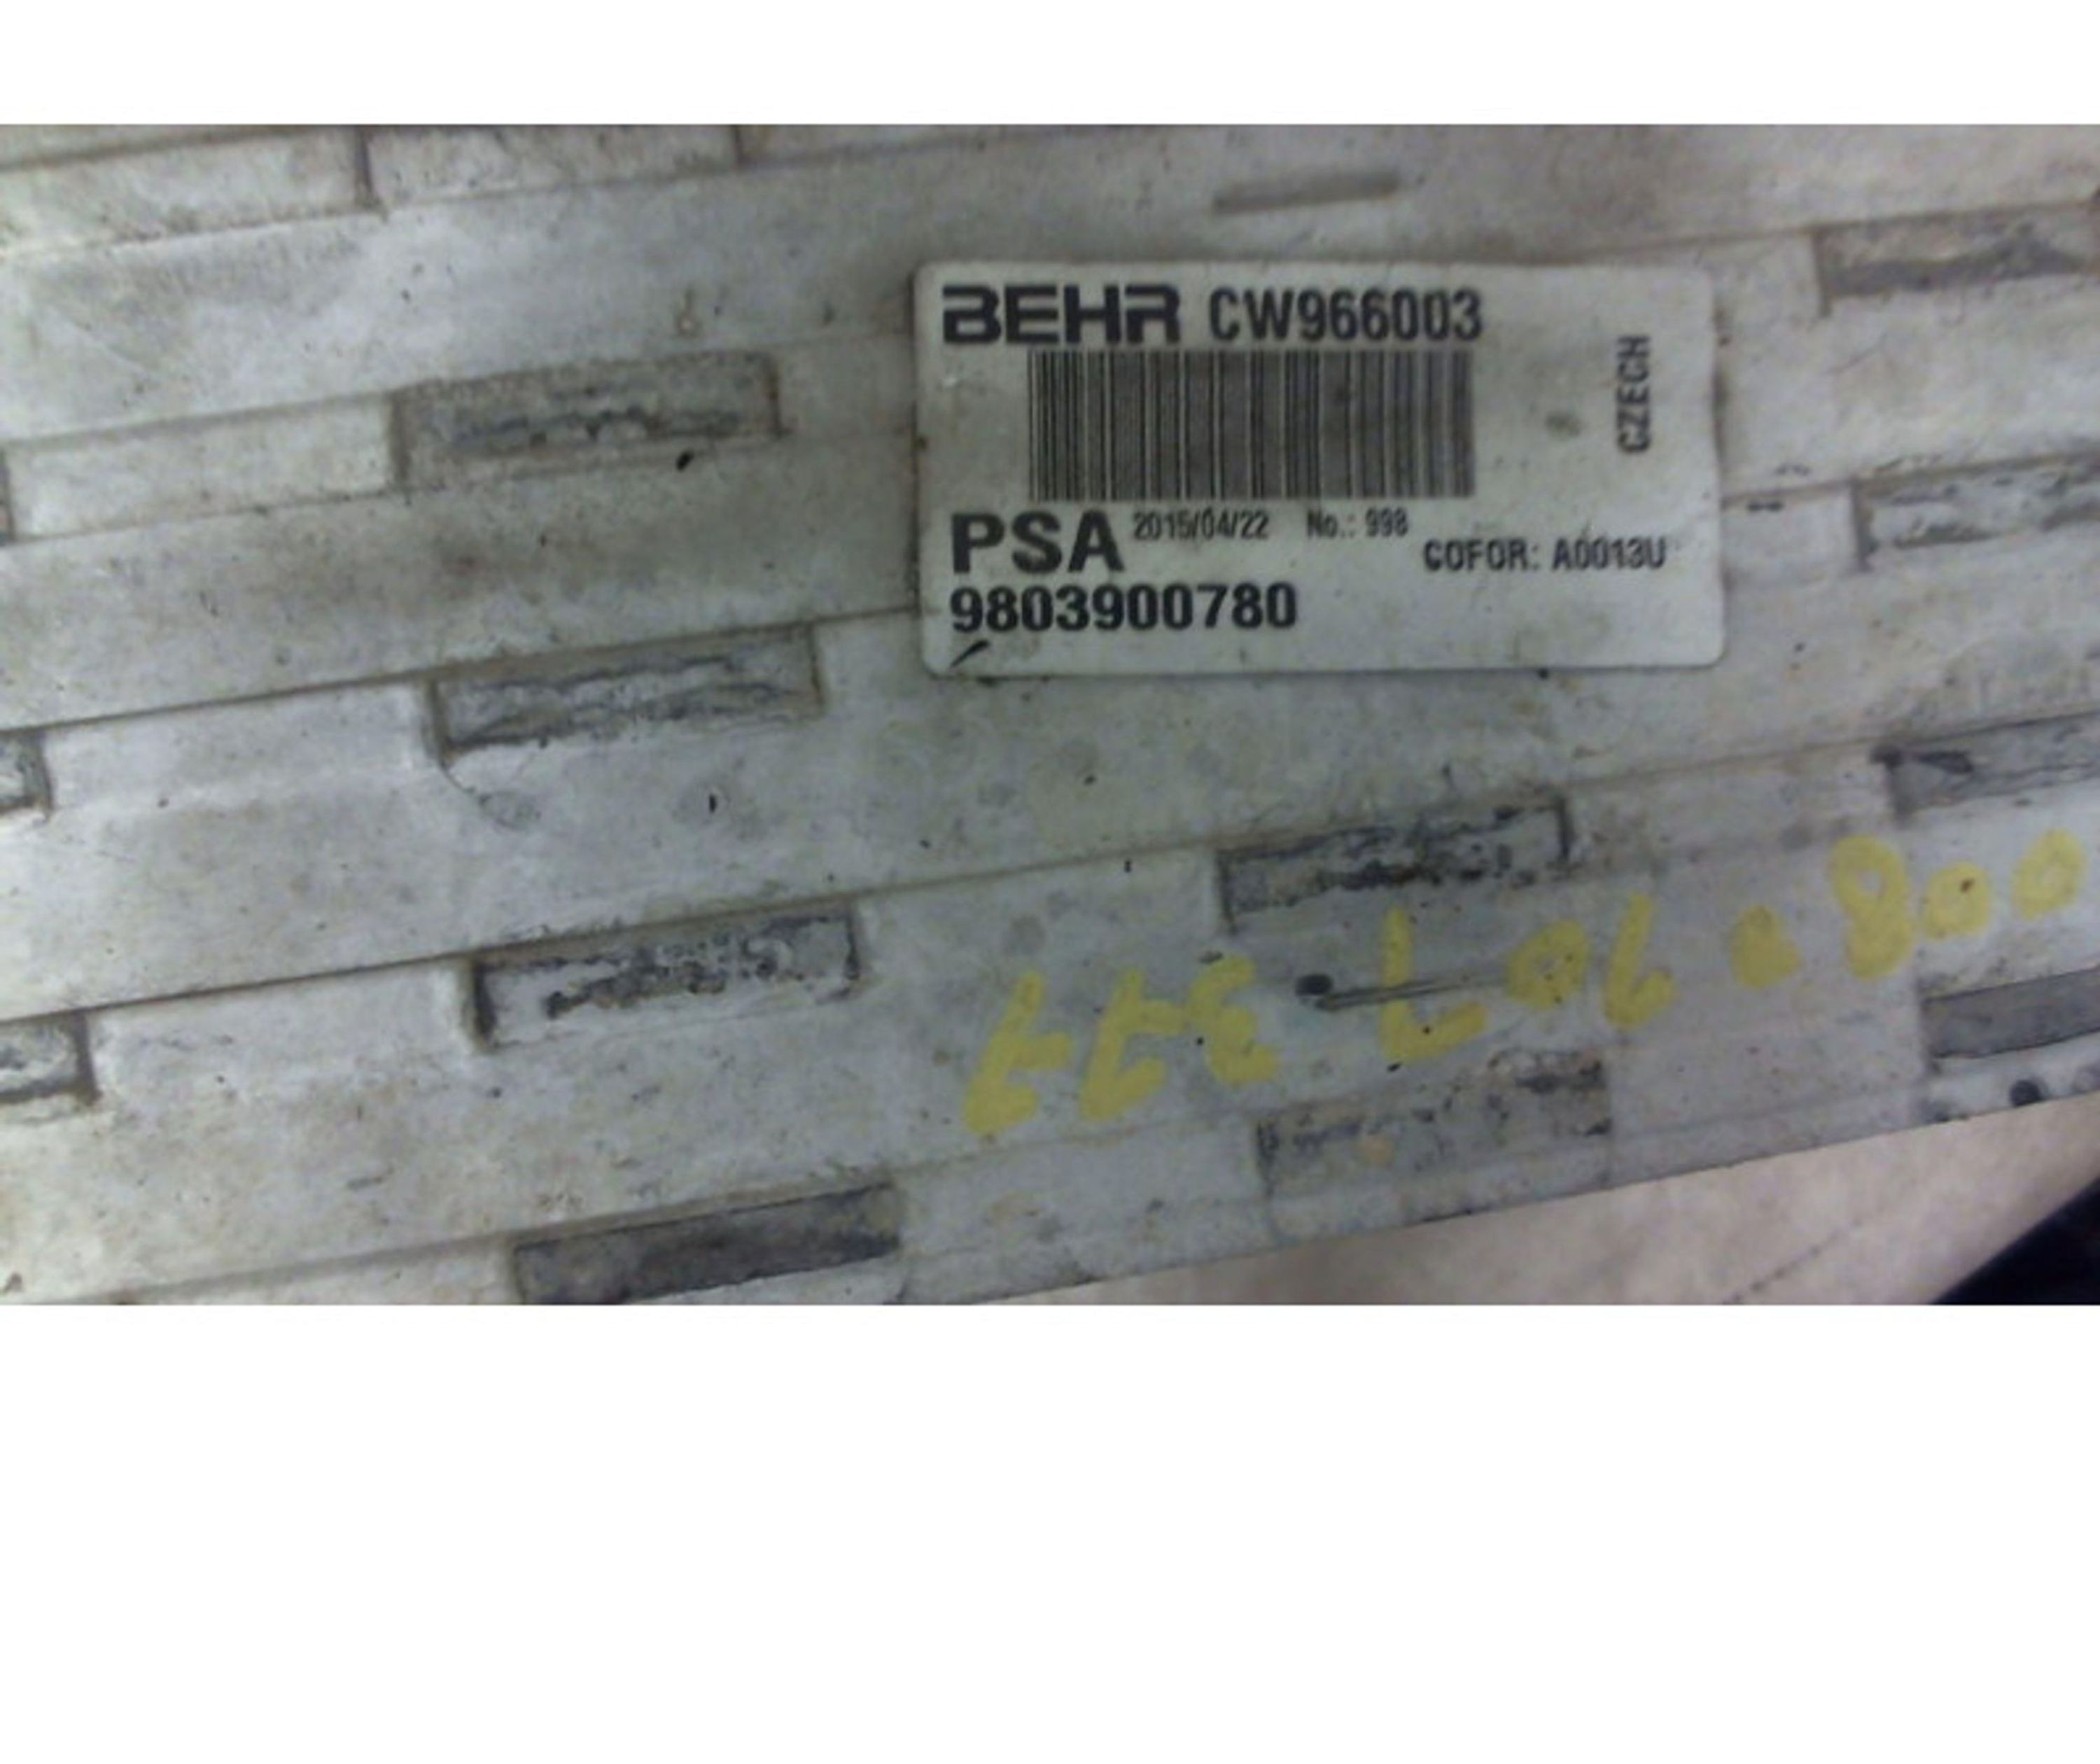 BEHR CW966003
CZECH
PSA 2015/04/22 No.: 998
COFOR: A0013U
9803900780